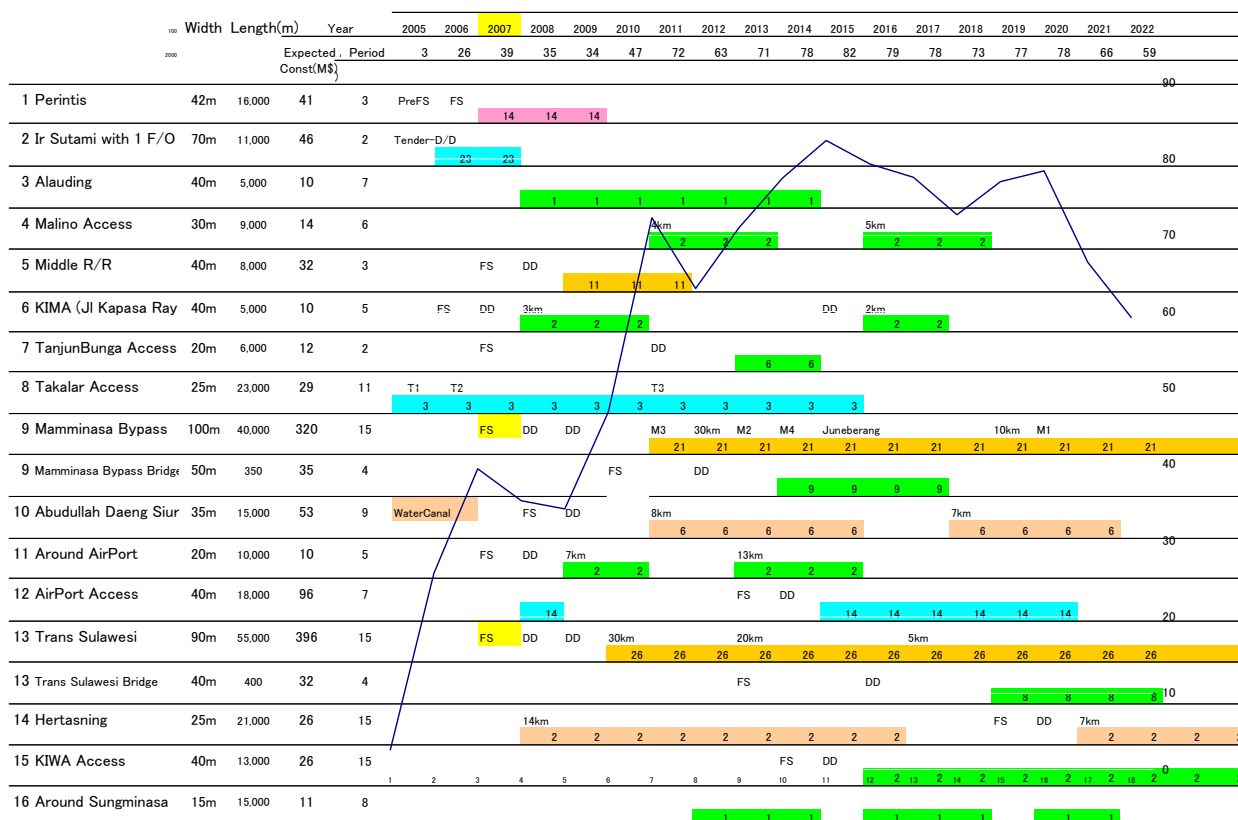 100 Width Length(m) Year 2005 2006 2007 2008 2009 2010 2011 2012 2013 2014 2015 2016 2017 2018 2019 2020 2021 2022
2000 Expected Period 3 26 39 35 34 47 72 63 71 78 82 79 78 73 77 78 66 59
Const(M$)
90
1 Perintis 42m 16,000 41 3 PreFS FS
14 14 14
2 Ir Sutami with 1 F/O 70m 11,000 46 2 Tender-D/D
23 23 80
3 Alauding 40m 5,000 10 7
1 1 1 1 1 1 1
4 Malino Access 30m 9,000 14 6 4km 5km
2 2 2 2 2 2 70
5 Middle R/R 40m 8,000 32 3 FS DD
11 11 11
6 KIMA (Jl Kapasa Ray 40m 5,000 10 5 FS DD 3km DD 2km 60
2 2 2 2 2
7 TanjunBunga Access 20m 6,000 12 2 FS DD
6 6
8 Takalar Access 25m 23,000 29 11 T1 T2 T3 50
3 3 3 3 3 3 3 3 3 3 3
9 Mamminasa Bypass 100m 40,000 320 15 FS DD DD M3 30km M2 M4 Juneberang 10km M1
21 21 21 21 21 21 21 21 21 21 21 21
40
9 Mamminasa Bypass Bridge 50m 350 35 4 FS DD
9 9 9 9
10 Abudullah Daeng Siur 35m 15,000 53 9 WaterCanal FS DD 8km 7km
6 6 6 6 6 6 6 6 6
30
11 Around AirPort 20m 10,000 10 5 FS DD 7km 13km
2 2 2 2 2
12 AirPort Access 40m 18,000 96 7 FS DD
14 14 14 14 14 14 14 20
13 Trans Sulawesi 90m 55,000 396 15 FS DD DD 30km 20km 5km
26 26 26 26 26 26 26 26 26 26 26 26 26
13 Trans Sulawesi Bridge 40m 400 32 4 FS DD
8 8 8 8 10
14 Hertasning 25m 21,000 26 15 14km FS DD 7km
2 2 2 2 2 2 2 2 2 2 2 2
15 KIWA Access 40m 13,000 26 15 FS DD 0
1 2 3 4 5 6 7 8 9 10 11 12 2 13 2 14 2 15 2 16 2 17 2 18 2 2 2
16 Around Sungminasa 15m 15,000 11 8
1 1 1 1 1 1 1 1